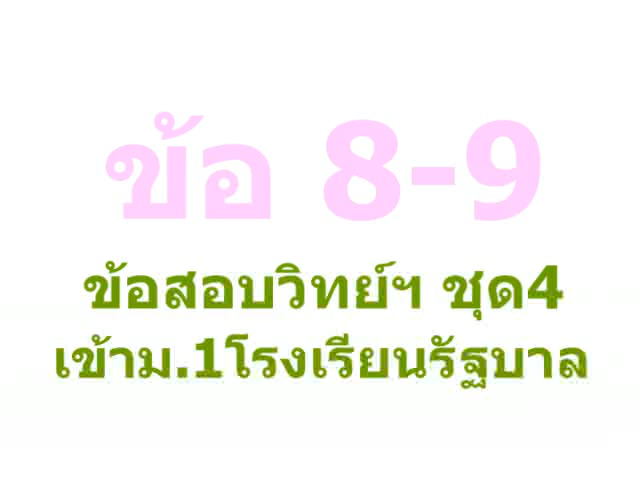 ข้อ 8-9
ข้อสอบวิทย์ฯ ชุด4
เข้าม.1โรงเรียนรัฐบาล